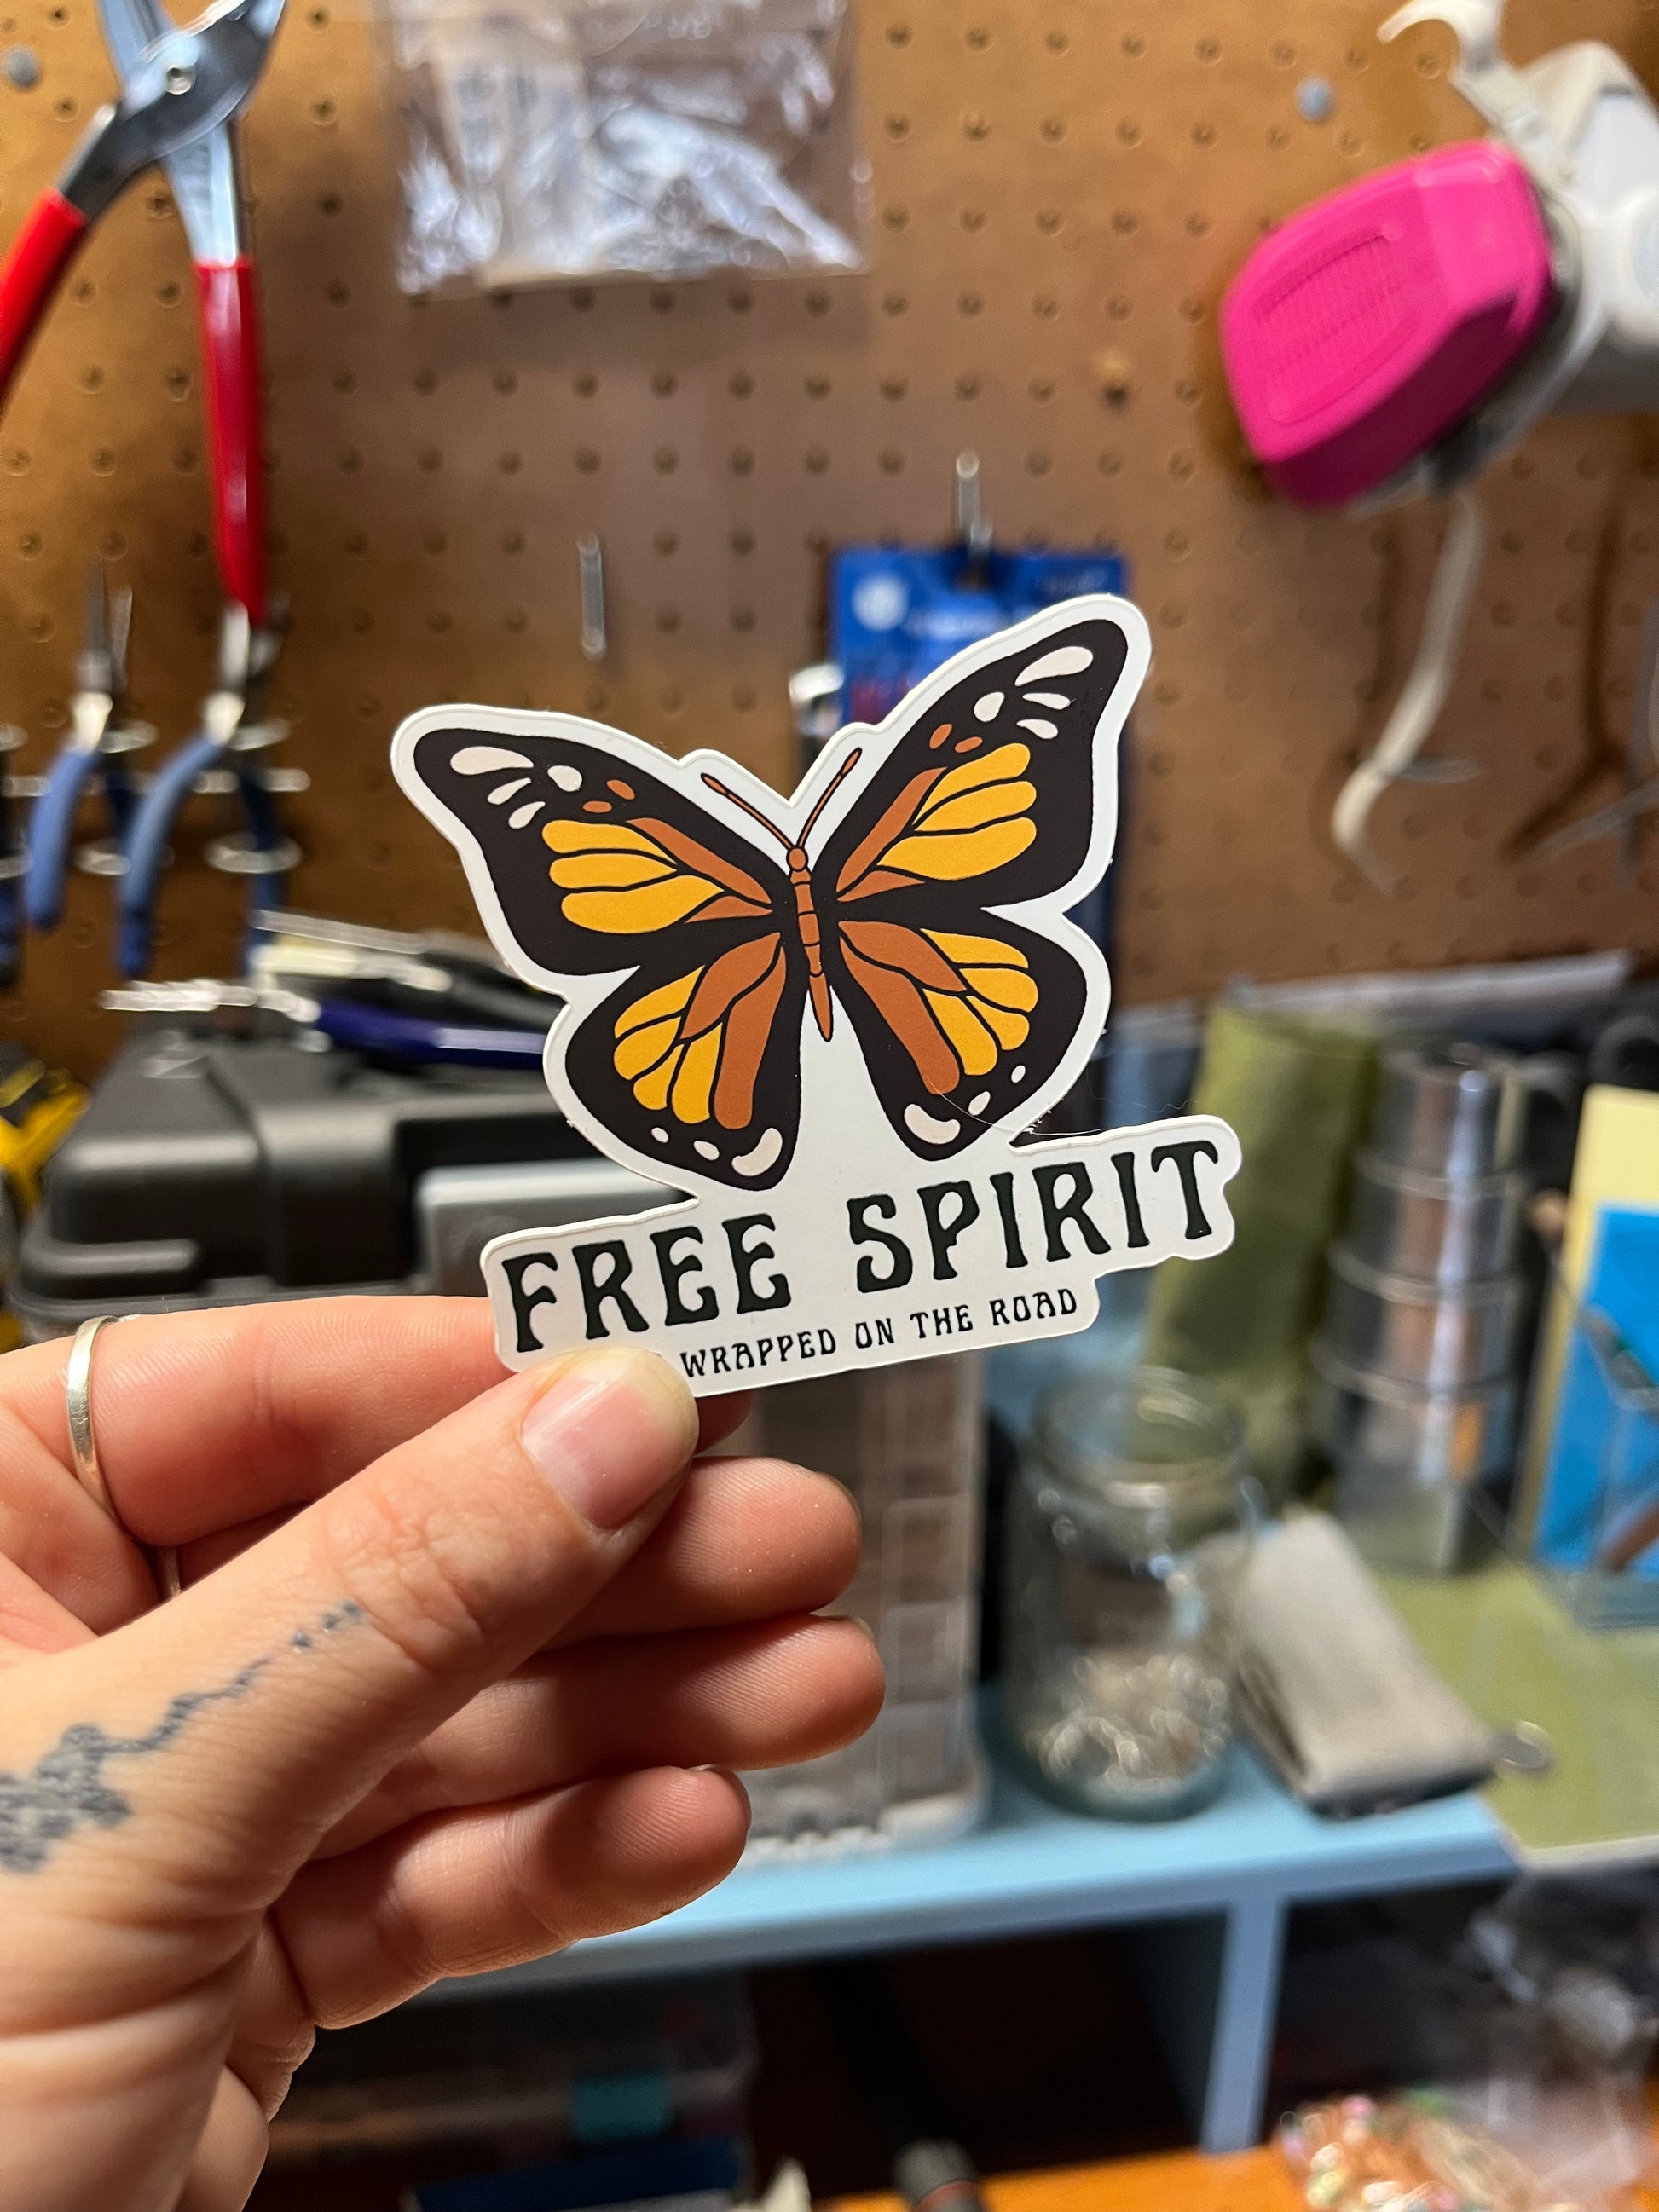 FREE SPIRIT
WRAPPED ON THE ROAD